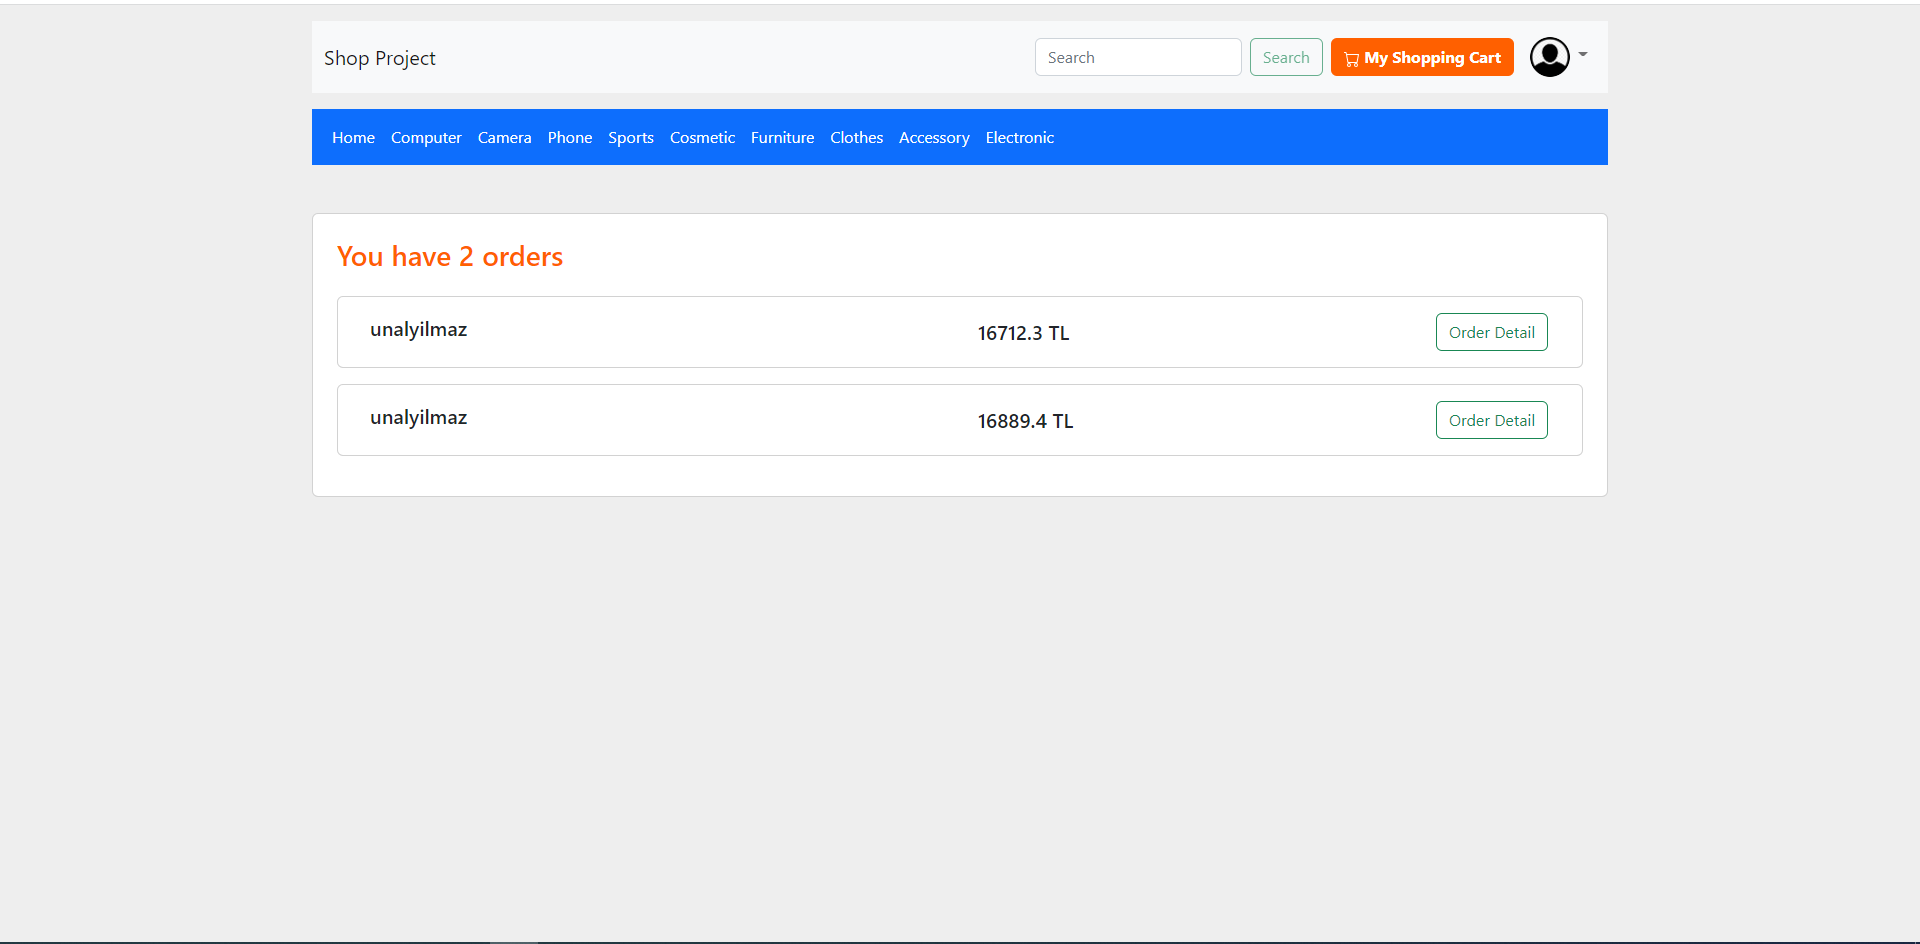 Shop Project
Search
Search
My Shopping Cart
Home Computer Camera Phone Sports Cosmetic Furniture Clothes Accessory Electronic
You have 2 orders
unalyilmaz 16712.3 TL Order Detail
unalyilmaz 16889.4 TL Order Detail